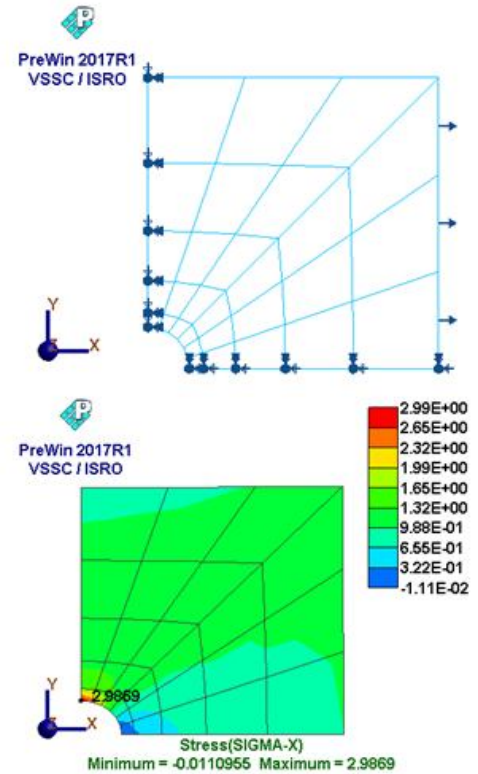 P
PreWin 2017R1
VSSC / ISRO
Y
Z
X
P
PreWin 2017R1
VSSC / ISRO
2.99E+00
2.65E+00
2.32E+00
1.99E+00
1.65E+00
1.32E+00
9.88E-01
6.55E-01
3.22E-01
-1.11E-02
2.9869
Y
X
Stress(SIGMA-X)
Minimum = -0.0110955 Maximum = 2.9869